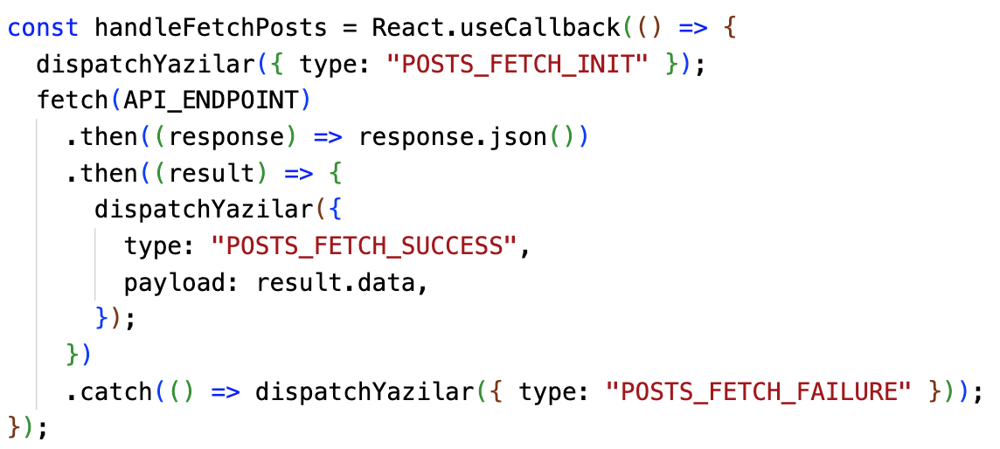 const handleFetchPosts = React.useCallback(() => {
  dispatchYazilar({ type: "POSTS_FETCH_INIT" });
  fetch(API_ENDPOINT)
    .then((response) => response.json())
    .then((result) => {
      dispatchYazilar({
        type: "POSTS_FETCH_SUCCESS",
        payload: result.data,
      });
    })
    .catch(() => dispatchYazilar({ type: "POSTS_FETCH_FAILURE" }));
});